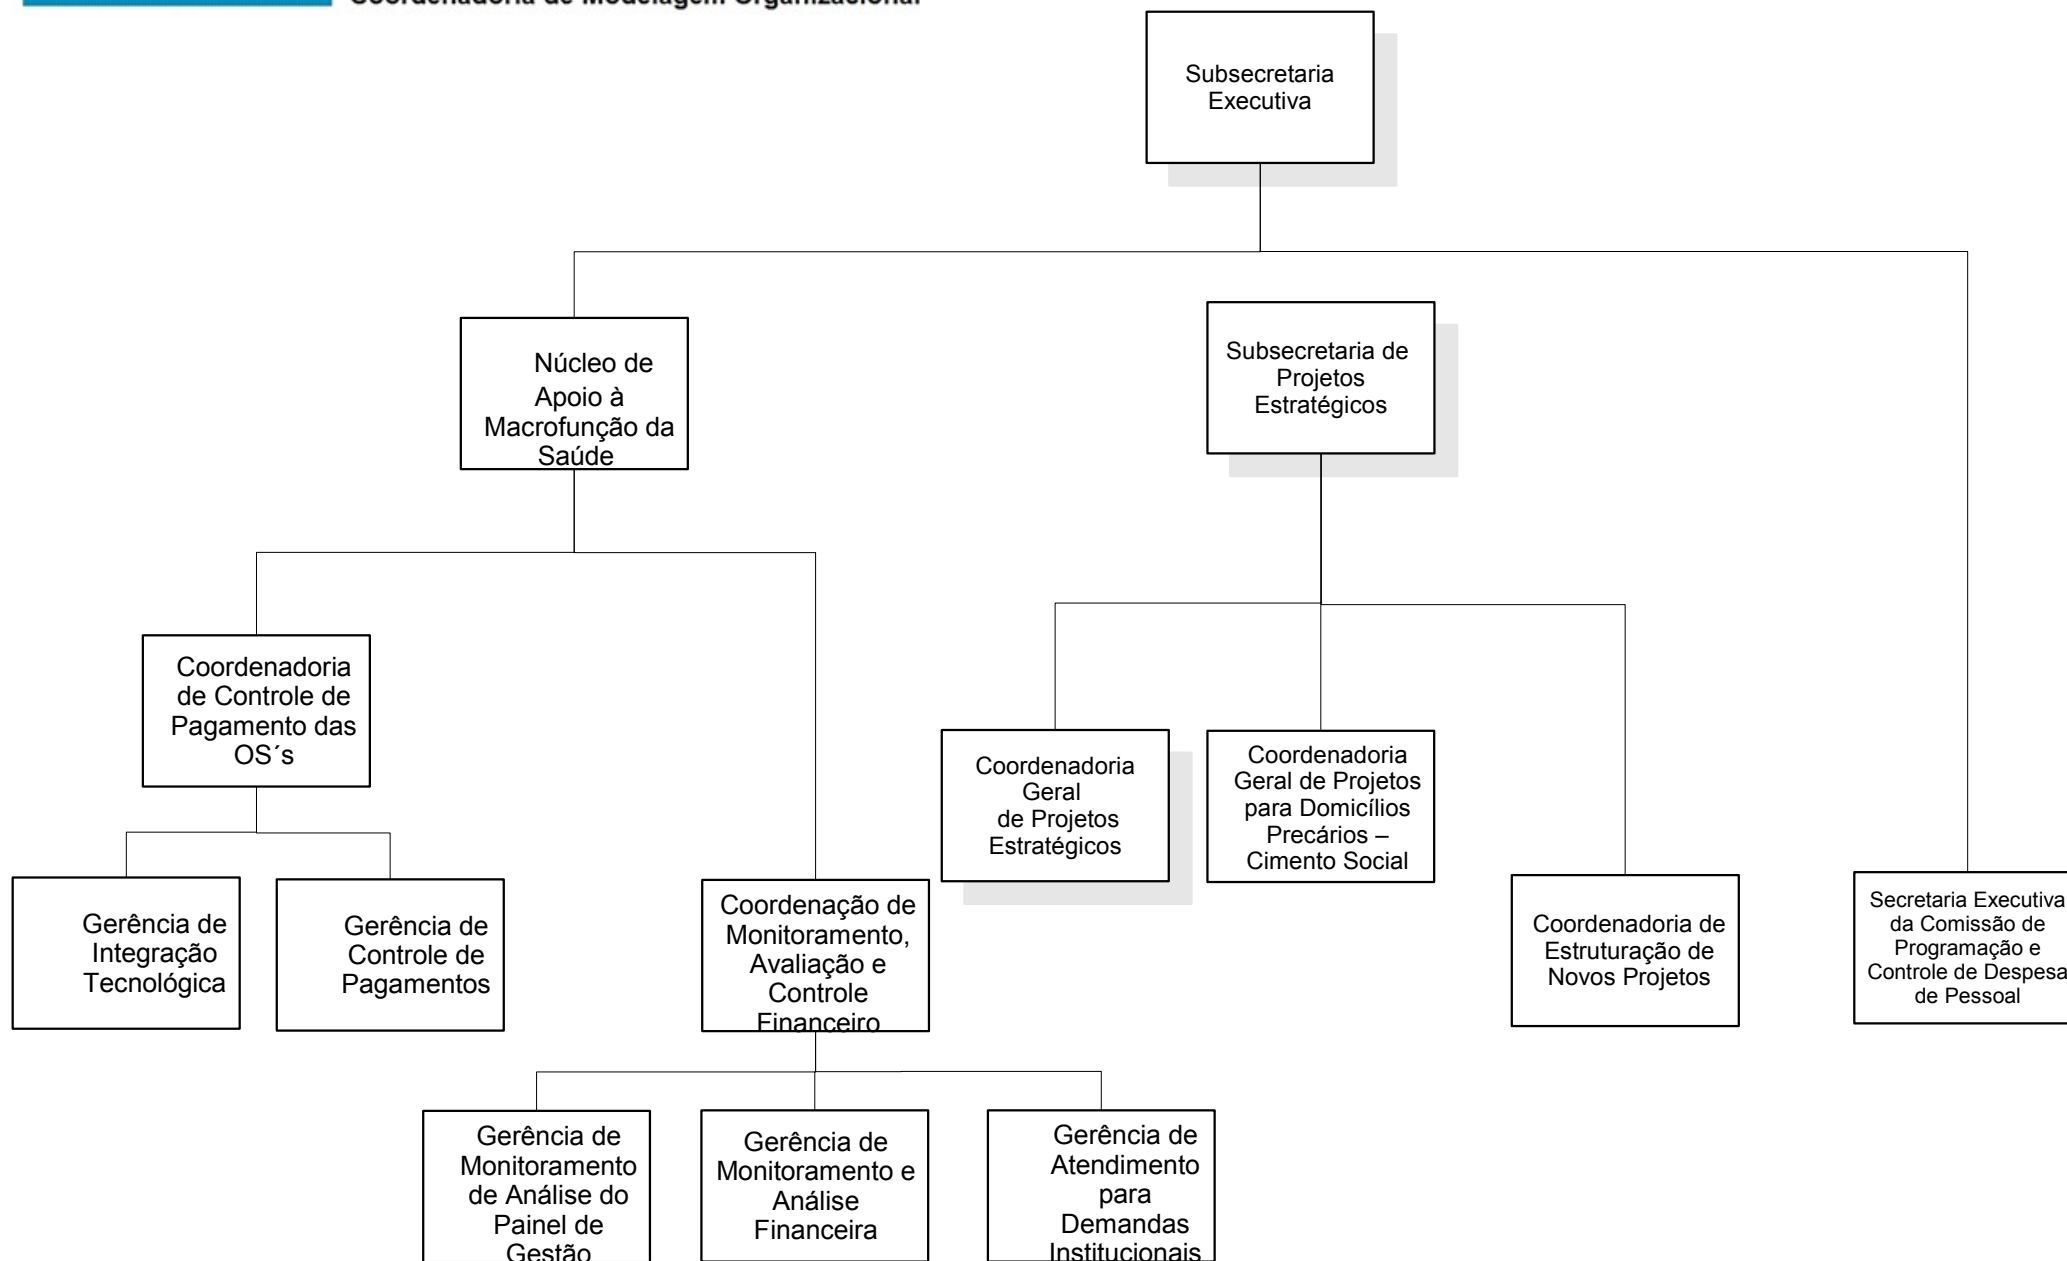 Coordenadoria de Modelagem Organizacional
Subsecretaria
Executiva
Núcleo de
Apoio à
Macrofunção da
Saúde
Subsecretaria de
Projetos
Estratégicos
Coordenadoria
de Controle de
Pagamento das
OS´s
Coordenadoria
Geral
de Projetos
Estratégicos
Coordenadoria
Geral de Projetos
para Domicílios
Precários –
Cimento Social
Gerência de
Integração
Tecnológica
Gerência de
Controle de
Pagamentos
Coordenação de
Monitoramento,
Avaliação e
Controle
Financeiro
Coordenadoria de
Estruturação de
Novos Projetos
Secretaria Executiva
da Comissão de
Programação e
Controle de Despesa
de Pessoal
Gerência de
Monitoramento
de Análise do
Painel de
Gestão
Gerência de
Monitoramento e
Análise
Financeira
Gerência de
Atendimento
para
Demandas
Institucionais